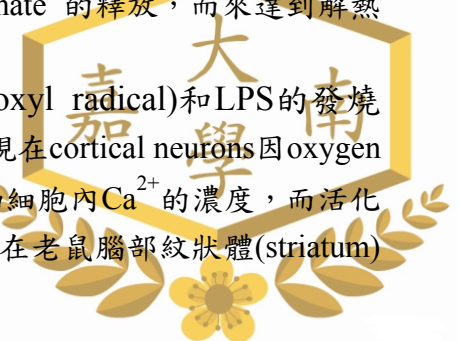 mate 的釋放，而來達到解熱
大
嘉 南
oxyl radical)和LPS的發燒
學
現在cortical neurons因oxygen
細胞內Ca²⁺的濃度，而活化
在老鼠腦部紋狀體(striatum)